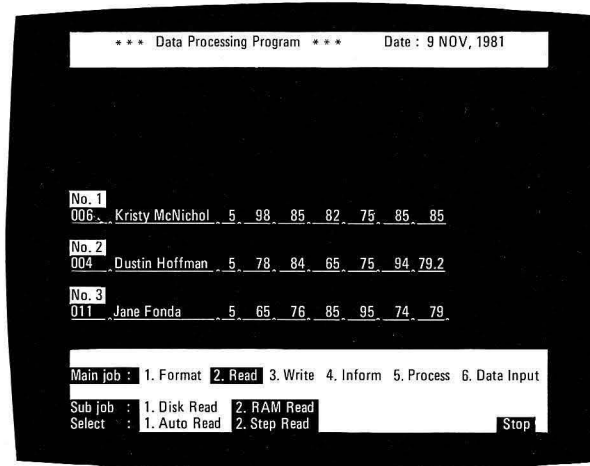 * * * Data Processing Program * * * Date : 9 NOV, 1981
No. 1
006 Kristy McNichol 5 98 85 82 75 85 85
No. 2
004 Dustin Hoffman 5 78 84 65 75 94 79.2
No. 3
011 Jane Fonda 5 65 76 85 95 74 79
Main job : 1. Format 2. Read 3. Write 4. Inform 5. Process 6. Data Input
Sub job : 1. Disk Read 2. RAM Read
Select : 1. Auto Read 2. Step Read Stop